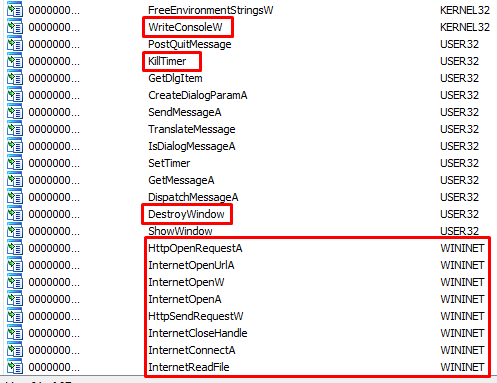 0000000... FreeEnvironmentStringsW KERNEL32
0000000... WriteConsoleW KERNEL32
0000000... PostQuitMessage USER32
0000000... KillTimer USER32
0000000... GetDlgItem USER32
0000000... CreateDialogParamA USER32
0000000... SendMessageA USER32
0000000... TranslateMessage USER32
0000000... IsDialogMessageA USER32
0000000... SetTimer USER32
0000000... GetMessageA USER32
0000000... DispatchMessageA USER32
0000000... DestroyWindow USER32
0000000... ShowWindow USER32
0000000... HttpOpenRequestA WININET
0000000... InternetOpenUrlA WININET
0000000... InternetOpenW WININET
0000000... InternetOpenA WININET
0000000... HttpSendRequestW WININET
0000000... InternetCloseHandle WININET
0000000... InternetConnectA WININET
0000000... InternetReadFile WININET